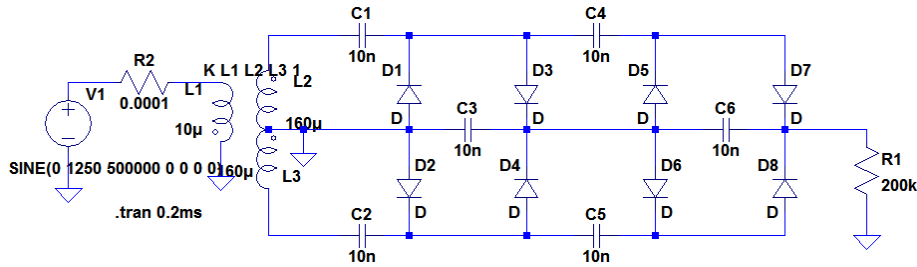 C1
C4
10n
10n
R2
K L1 L2 L3 1
D1
D3
D5
D7
L1
L2
V1
0.0001
C3
C6
10µ
160µ
D
D
D
D
10n
10n
SINE(0 1250 500000 0 0 0 0)
160µ
L3
D2
D4
D6
D8
R1
200k
.tran 0.2ms
D
D
D
D
C2
C5
10n
10n